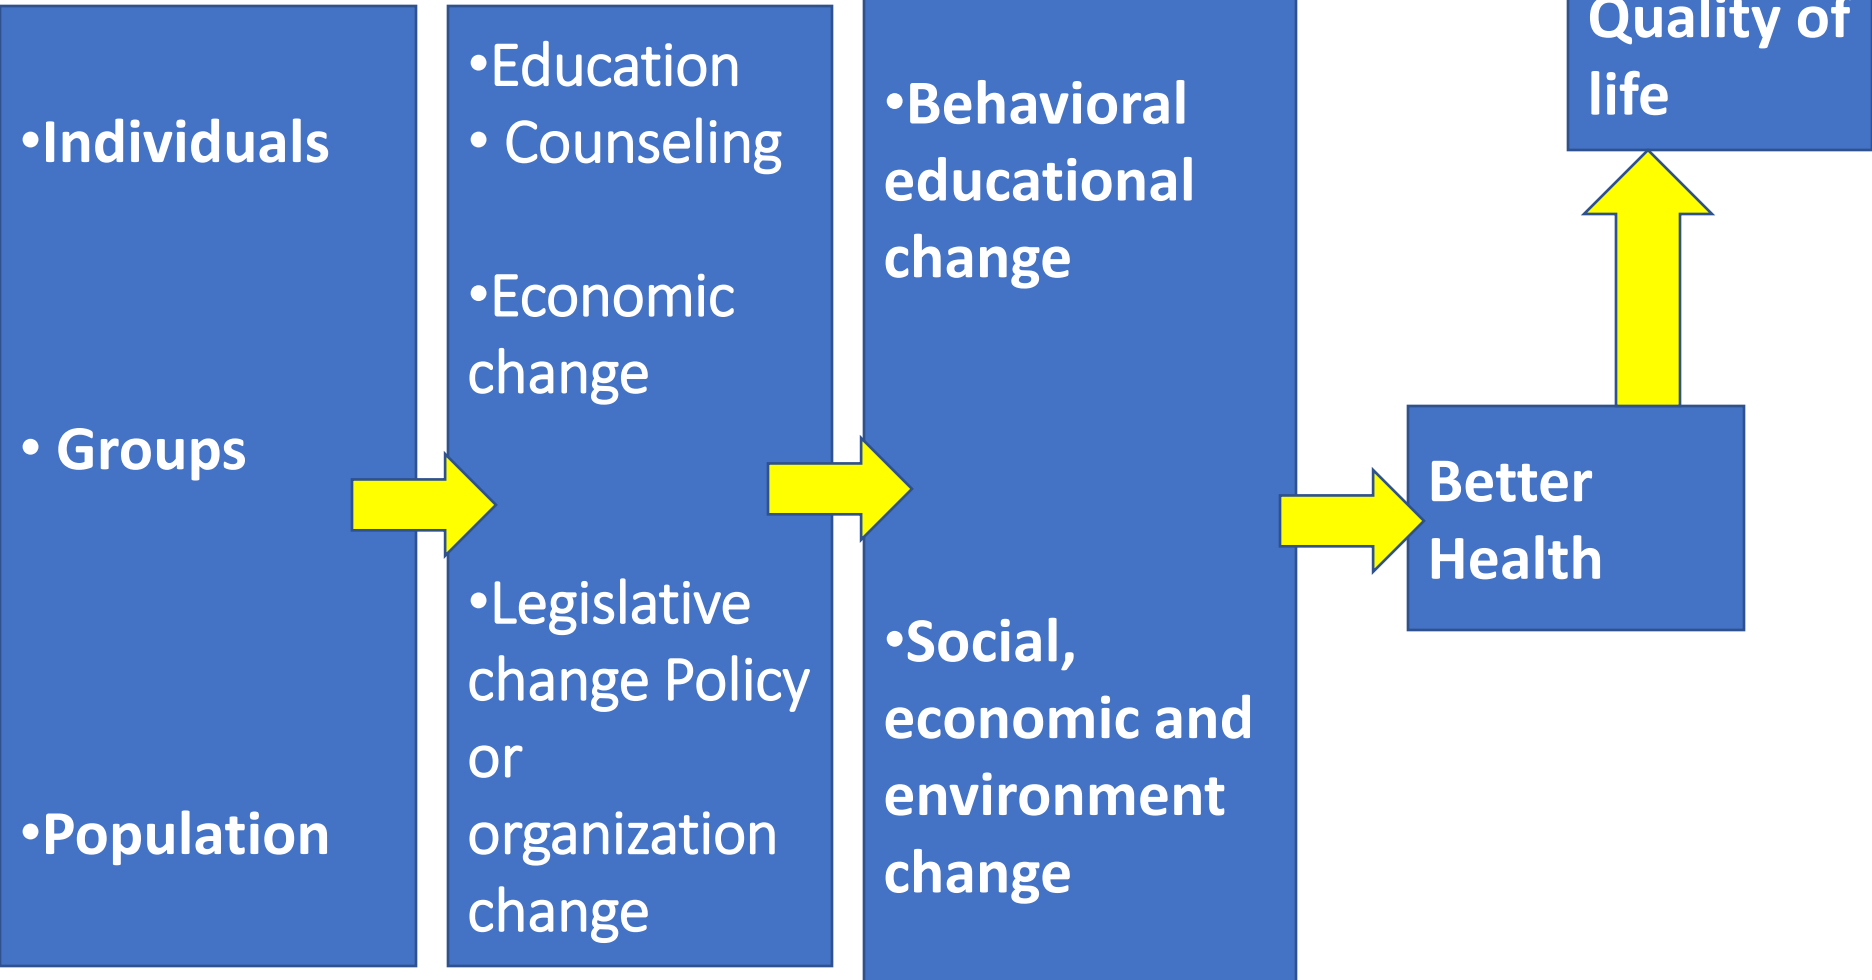 •Individuals
• Groups
•Population
•Education
• Counseling
•Economic
change
•Legislative
change Policy
or
organization
change
•Behavioral
educational
change
•Social,
economic and
environment
change
Better
Health
Quality of
life